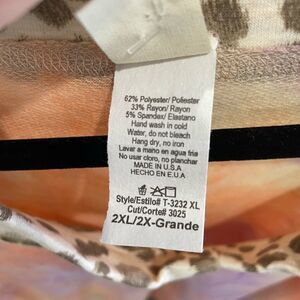 62% Polyester/ Poliester
33% Rayon/ Rayon
5% Spandex/ Elastano
Hand wash in cold
Water, do not bleach
Hang dry, no iron
Lavar a mano en agua fria
No usar cloro, no planchar
MADE IN U.S.A.
HECHO EN E.U.A
Style/Estilo# T-3232 XL
Cut/Corte# 3025
2XL/2X-Grande